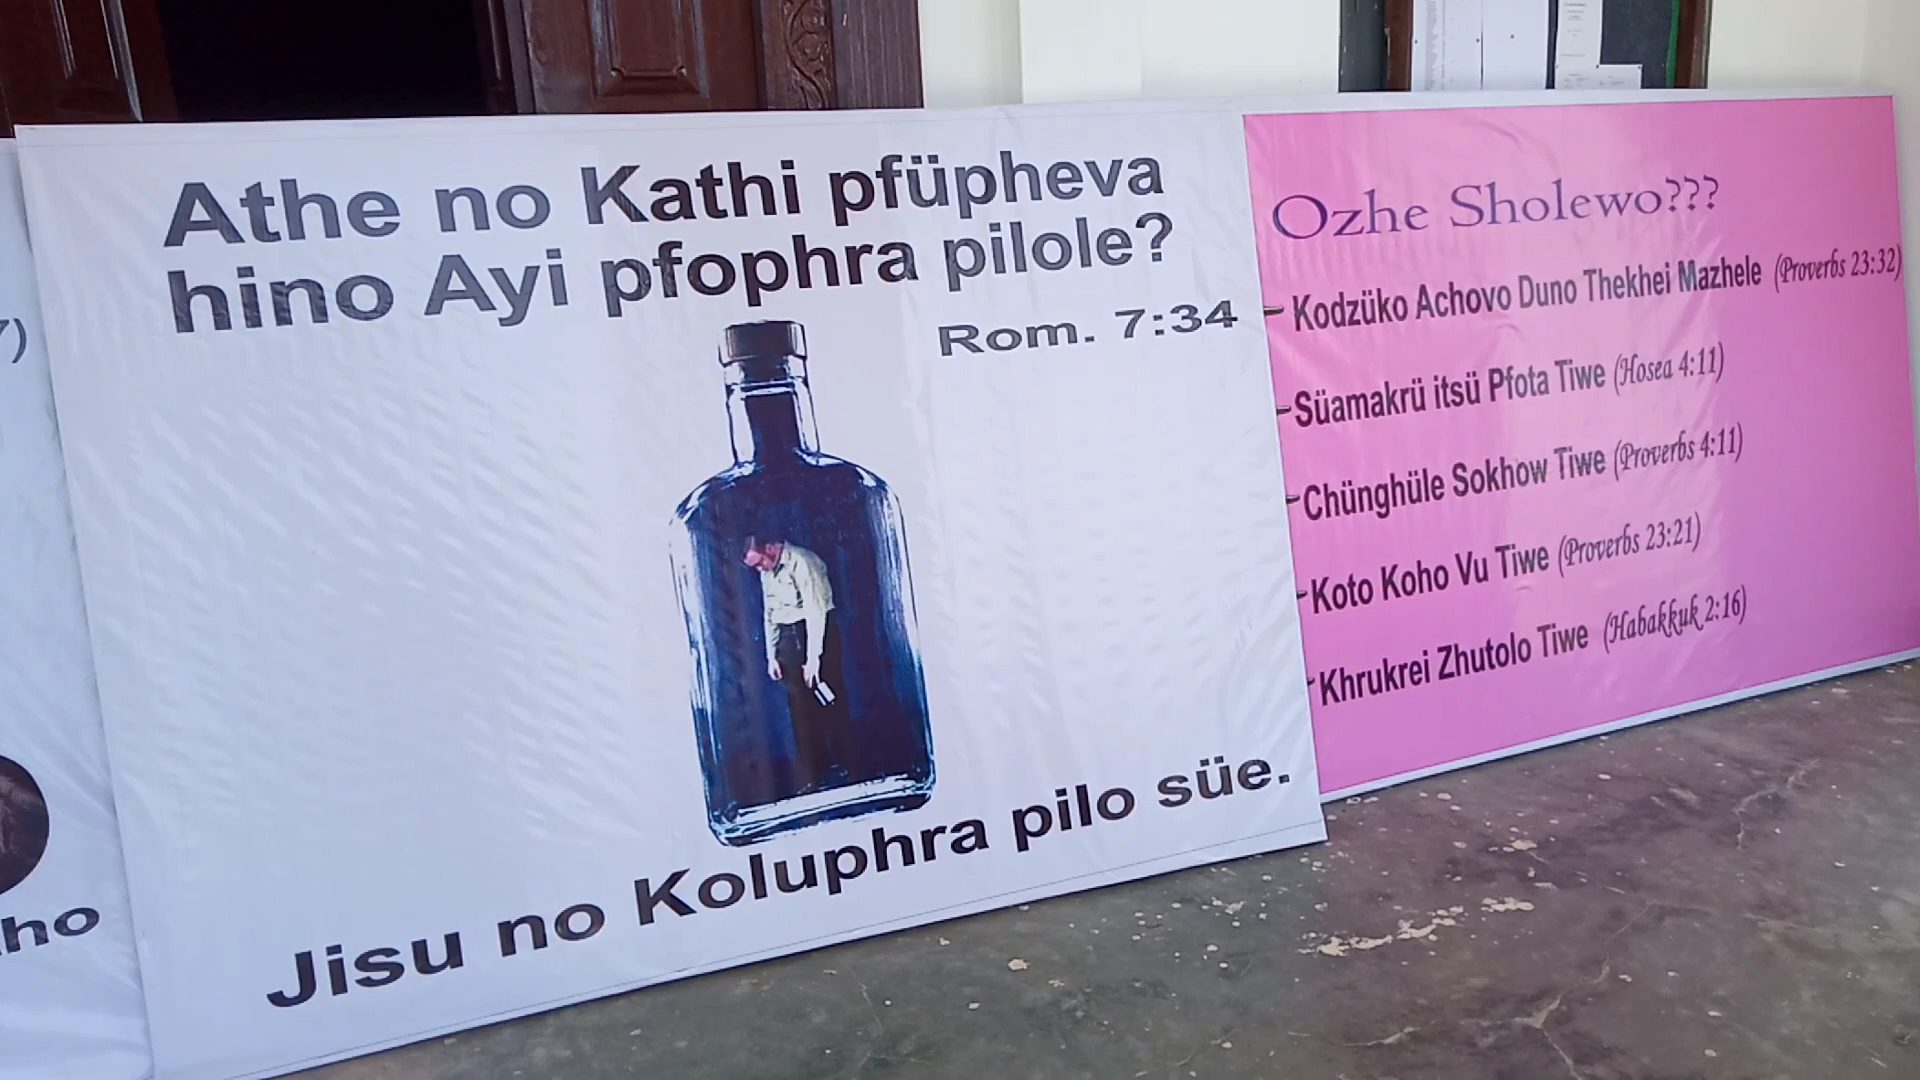 7)
ho
Athe no Kathi pfüpheva
hino Ayi pfophra pilole?
Rom. 7:34
Jisu no Koluphra pilo süe.
Ozhe Sholewo???
- Kodzüko Achovo Duno Thekhei Mazhele (Proverbs 23:32)
-Süamakrü itsü Pfota Tiwe (Hosea 4:11)
-Chünghüle Sokhow Tiwe (Proverbs 4:11)
-Koto Koho Vu Tiwe (Proverbs 23:21)
-Khrukrei Zhutolo Tiwe (Habakkuk 2:16)